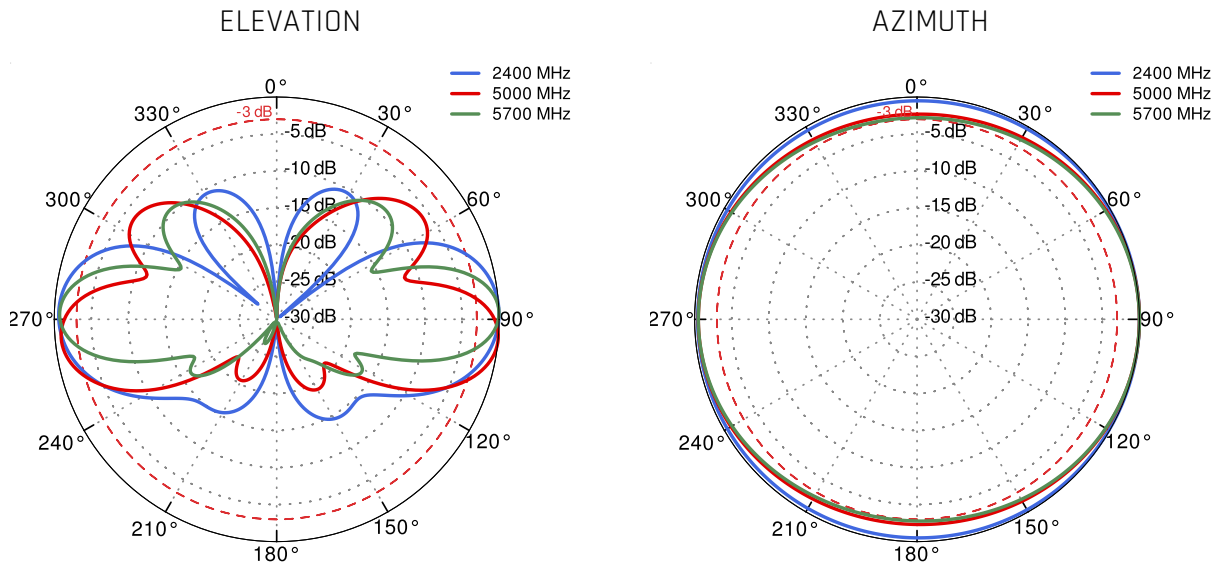 ELEVATION
2400 MHz
5000 MHz
5700 MHz
0°
30°
60°
90°
120°
150°
180°
210°
240°
270°
300°
330°
-3 dB
-5 dB
-10 dB
-15 dB
-20 dB
-25 dB
-30 dB
AZIMUTH
2400 MHz
5000 MHz
5700 MHz
0°
30°
60°
90°
120°
150°
180°
210°
240°
270°
300°
330°
-3 dB
-5 dB
-10 dB
-15 dB
-20 dB
-25 dB
-30 dB